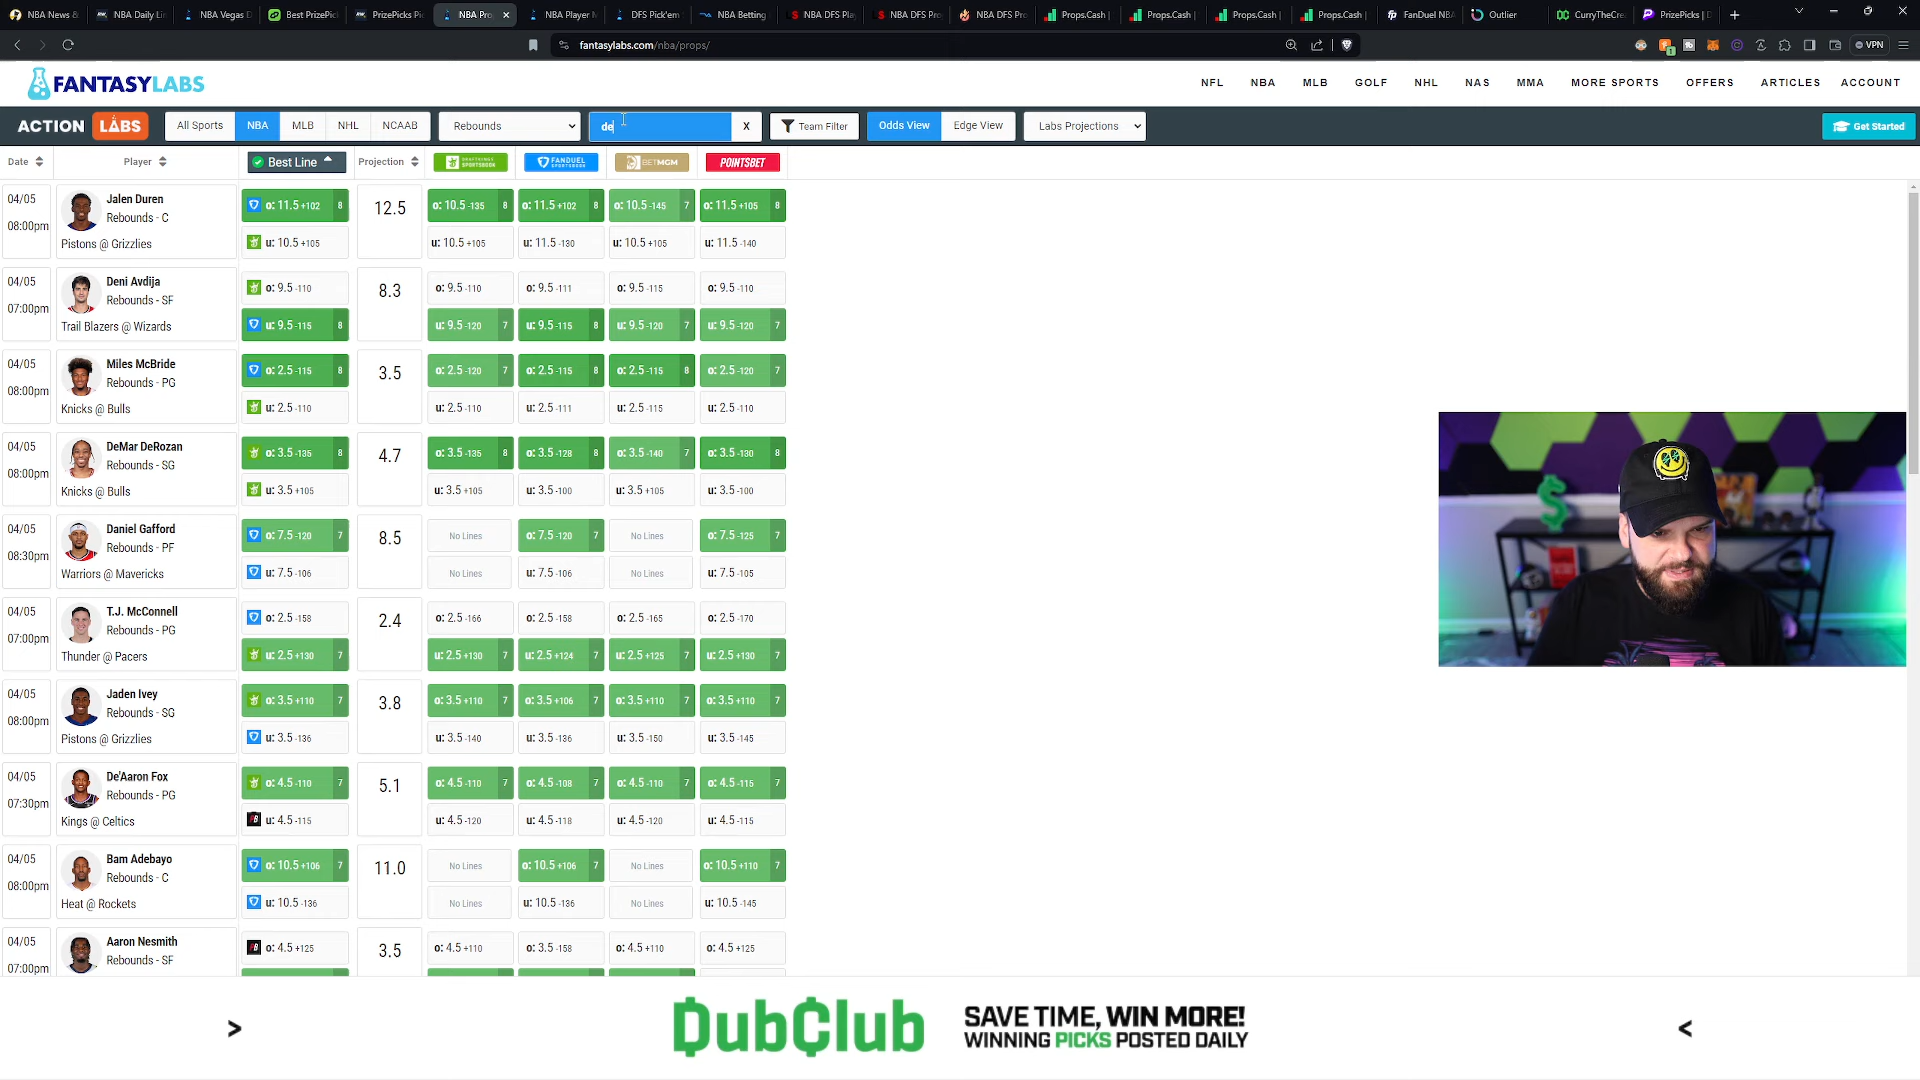 NBA News &
NBA Daily Lin
NBA Vegas D
Best PrizePick
PrizePicks Pi
NBA Pro
NBA Player M
DFS Pick'em
NBA Betting
NBA DFS Pla
NBA DFS Pro
NBA DFS Pro
Props.Cash |
Props.Cash |
Props.Cash |
Props.Cash |
FanDuel NBA
Outlier
CurryTheCre
PrizePicks | D
fantasylabs.com/nba/props/
VPN
FANTASYLABS
NFL NBA MLB GOLF NHL NAS MMA MORE SPORTS OFFERS ARTICLES ACCOUNT
ACTION LABS All Sports NBA MLB NHL NCAAB Rebounds de X Team Filter Odds View Edge View Labs Projections Get Started
Date Player Best Line Projection DRAFTKINGS SPORTSBOOK FANDUEL SPORTSBOOK BETMGM POINTSBET
04/05 08:00pm
Jalen Duren
Rebounds - C
Pistons @ Grizzlies
o: 11.5 +102 8 12.5 o: 10.5 -135 8 o: 11.5 +102 8 o: 10.5 -145 7 o: 11.5 +105 8
u: 10.5 +105 u: 10.5 +105 u: 11.5 -130 u: 10.5 +105 u: 11.5 -140
04/05 07:00pm
Deni Avdija
Rebounds - SF
Trail Blazers @ Wizards
o: 9.5 -110 8.3 o: 9.5 -110 o: 9.5 -111 o: 9.5 -115 o: 9.5 -110
u: 9.5 -115 8 u: 9.5 -120 7 u: 9.5 -115 8 u: 9.5 -120 7 u: 9.5 -120 7
04/05 08:00pm
Miles McBride
Rebounds - PG
Knicks @ Bulls
o: 2.5 -115 8 3.5 o: 2.5 -120 7 o: 2.5 -115 8 o: 2.5 -115 8 o: 2.5 -120 7
u: 2.5 -110 u: 2.5 -110 u: 2.5 -111 u: 2.5 -115 u: 2.5 -110
04/05 08:00pm
DeMar DeRozan
Rebounds - SG
Knicks @ Bulls
o: 3.5 -135 8 4.7 o: 3.5 -135 8 o: 3.5 -128 8 o: 3.5 -140 7 o: 3.5 -130 8
u: 3.5 +105 u: 3.5 +105 u: 3.5 -100 u: 3.5 +105 u: 3.5 -100
04/05 08:30pm
Daniel Gafford
Rebounds - PF
Warriors @ Mavericks
o: 7.5 -120 7 8.5 No Lines o: 7.5 -120 7 No Lines o: 7.5 -125 7
u: 7.5 -106 No Lines u: 7.5 -106 No Lines u: 7.5 -105
04/05 07:00pm
T.J. McConnell
Rebounds - PG
Thunder @ Pacers
o: 2.5 -158 2.4 o: 2.5 -166 o: 2.5 -158 o: 2.5 -165 o: 2.5 -170
u: 2.5 +130 7 u: 2.5 +130 7 u: 2.5 +124 7 u: 2.5 +125 7 u: 2.5 +130 7
04/05 08:00pm
Jaden Ivey
Rebounds - SG
Pistons @ Grizzlies
o: 3.5 +110 7 3.8 o: 3.5 +110 7 o: 3.5 +106 7 o: 3.5 +110 7 o: 3.5 +110 7
u: 3.5 -136 u: 3.5 -140 u: 3.5 -136 u: 3.5 -150 u: 3.5 -145
04/05 07:30pm
De'Aaron Fox
Rebounds - PG
Kings @ Celtics
o: 4.5 -110 7 5.1 o: 4.5 -110 7 o: 4.5 -108 7 o: 4.5 -110 7 o: 4.5 -115 7
u: 4.5 -115 u: 4.5 -120 u: 4.5 -118 u: 4.5 -120 u: 4.5 -115
04/05 08:00pm
Bam Adebayo
Rebounds - C
Heat @ Rockets
o: 10.5 +106 7 11.0 No Lines o: 10.5 +106 7 No Lines o: 10.5 +110 7
u: 10.5 -136 No Lines u: 10.5 -136 No Lines u: 10.5 -145
04/05 07:00pm
Aaron Nesmith
Rebounds - SF
o: 4.5 +125 3.5 o: 4.5 +110 o: 3.5 -158 o: 4.5 +110 o: 4.5 +125
> DubClub SAVE TIME, WIN MORE! <
WINNING PICKS POSTED DAILY